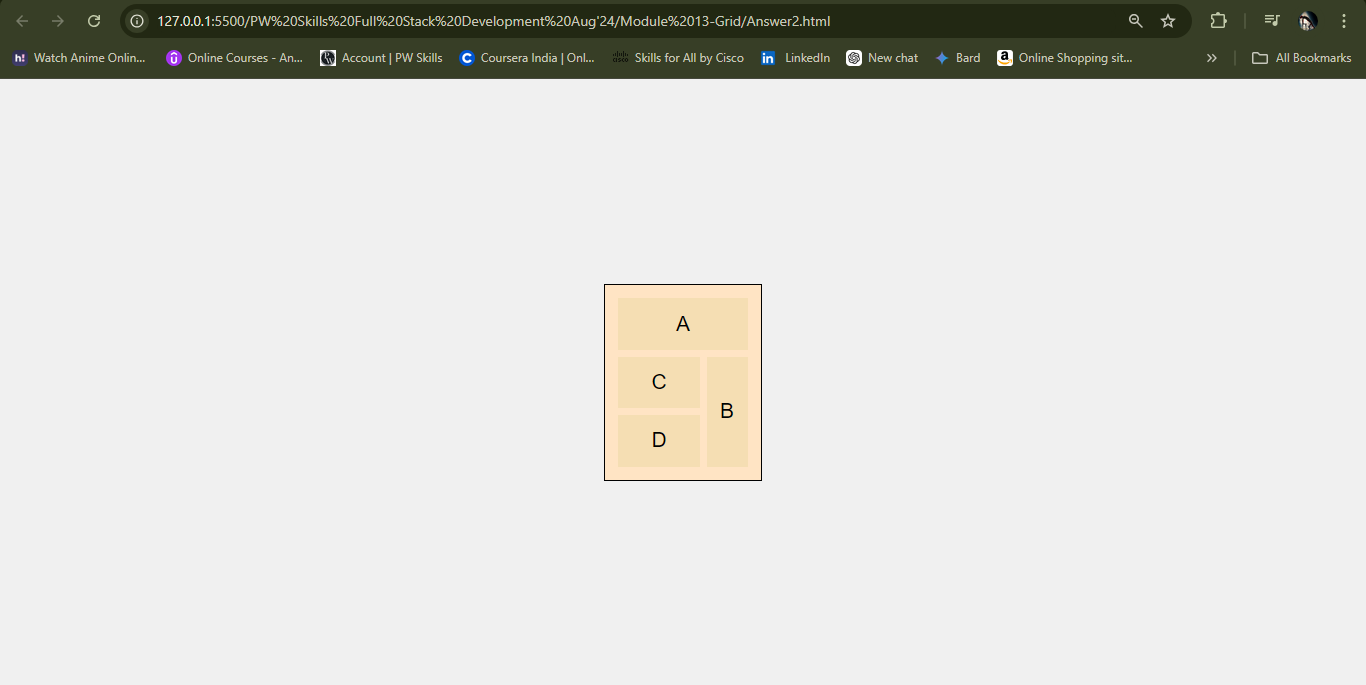 127.0.0.1:5500/PW%20Skills%20Full%20Stack%20Development%20Aug'24/Module%2013-Grid/Answer2.html
h! Watch Anime Onlin... Online Courses - An... Account | PW Skills Coursera India | Onl... cisco Skills for All by Cisco in LinkedIn New chat Bard a Online Shopping sit... » All Bookmarks
A
C
B
D